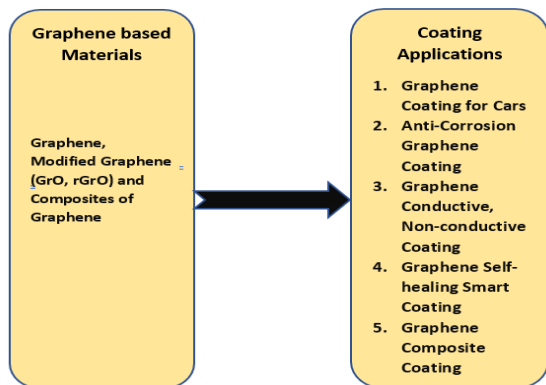 Graphene based
Materials
Graphene,
Modified Graphene
(GrO, rGrO) and
Composites of
Graphene
Coating
Applications
1. Graphene
Coating for Cars
2. Anti-Corrosion
Graphene
Coating
3. Graphene
Conductive,
Non-conductive
Coating
4. Graphene Self-
healing Smart
Coating
5. Graphene
Composite
Coating